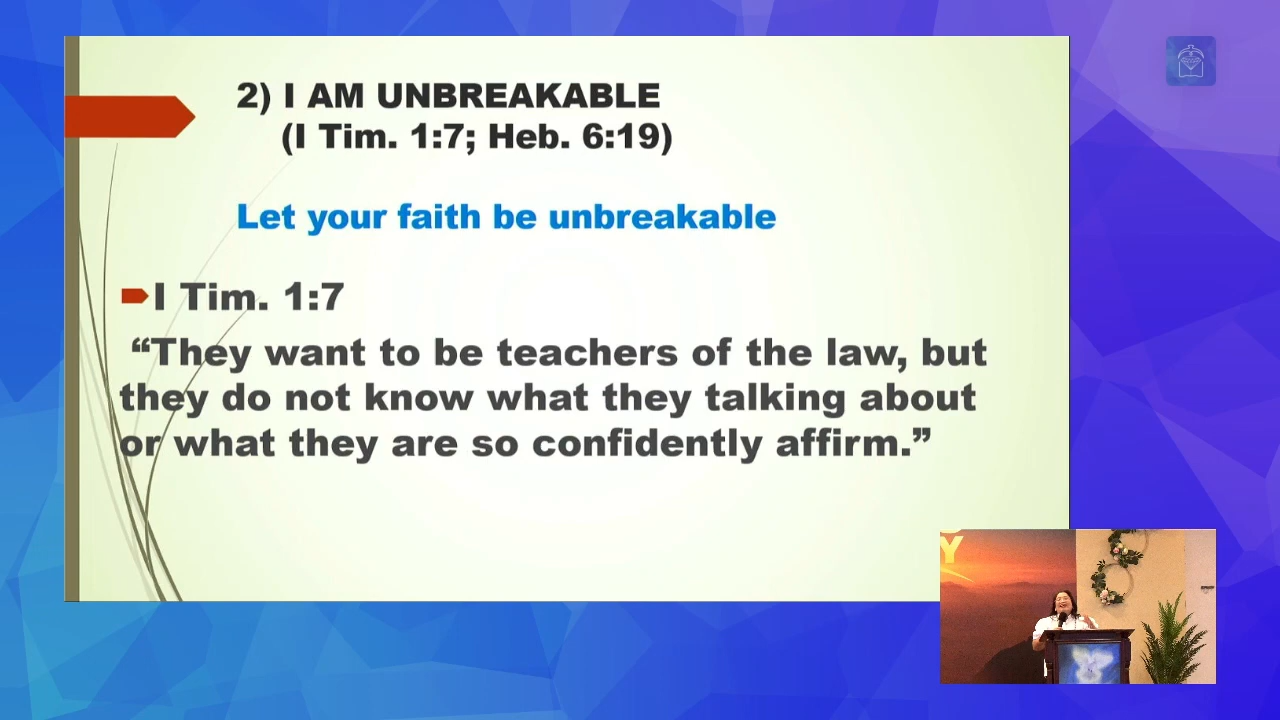 2) I AM UNBREAKABLE
(I Tim. 1:7; Heb. 6:19)
Let your faith be unbreakable
I Tim. 1:7
“They want to be teachers of the law, but
they do not know what they talking about
or what they are so confidently affirm.”
Y